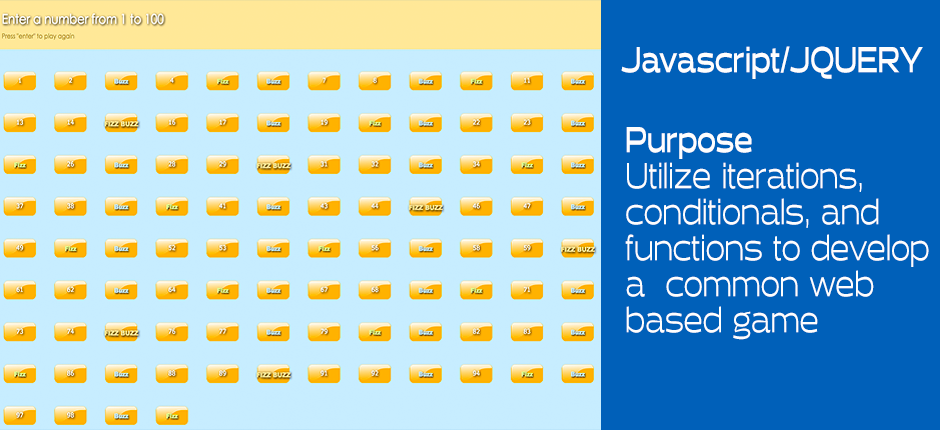 Enter a number from 1 to 100
Press "enter" to play again
1 2 Buzz 4 Fizz Buzz 7 8 Buzz Fizz 11 Buzz
13 14 FIZZ BUZZ 16 17 Buzz 19 Fizz Buzz 22 23 Buzz
Fizz 26 Buzz 28 29 FIZZ BUZZ 31 32 Buzz 34 Fizz Buzz
37 38 Buzz Fizz 41 Buzz 43 44 FIZZ BUZZ 46 47 Buzz
49 Fizz Buzz 52 53 Buzz Fizz 56 Buzz 58 59 FIZZ BUZZ
61 62 Buzz 64 Fizz Buzz 67 68 Buzz Fizz 71 Buzz
73 74 FIZZ BUZZ 76 77 Buzz 79 Fizz Buzz 82 83 Buzz
Fizz 86 Buzz 88 89 FIZZ BUZZ 91 92 Buzz 94 Fizz Buzz
97 98 Buzz Fizz
Javascript/JQUERY
Purpose
Utilize iterations,
conditionals, and
functions to develop
a common web
based game